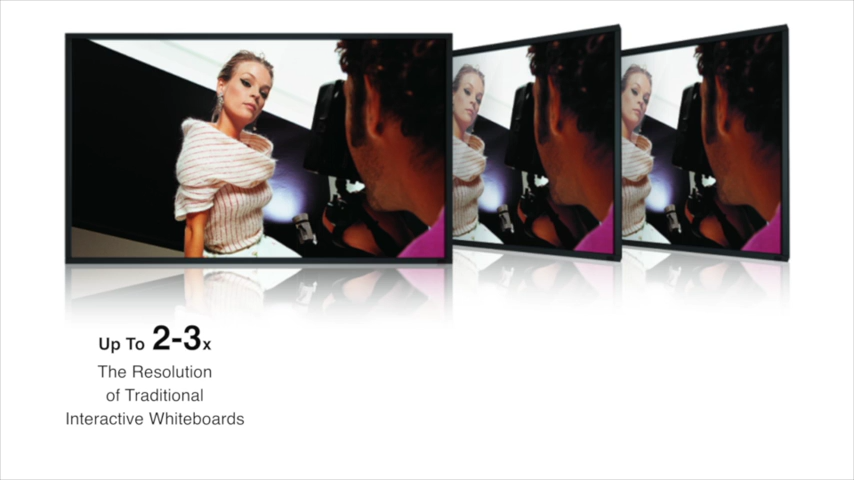 Up To 2-3x
The Resolution
of Traditional
Interactive Whiteboards